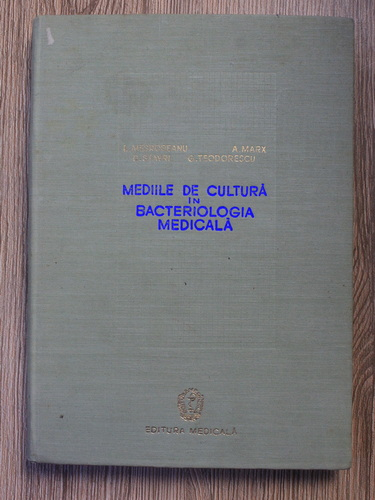 A. MARX
G. TEODORESCU
MEDIILE DE CULTURĂ
ÎN
BACTERIOLOGIA
MEDICALĂ
EDITURA MEDICALĂ